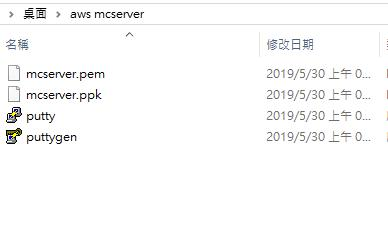 > 桌面 > aws mcserver
名稱 修改日期
mcserver.pem 2019/5/30 上午 0...
mcserver.ppk 2019/5/30 上午 0...
putty 2019/5/30 上午 0...
puttygen 2019/5/30 上午 0...